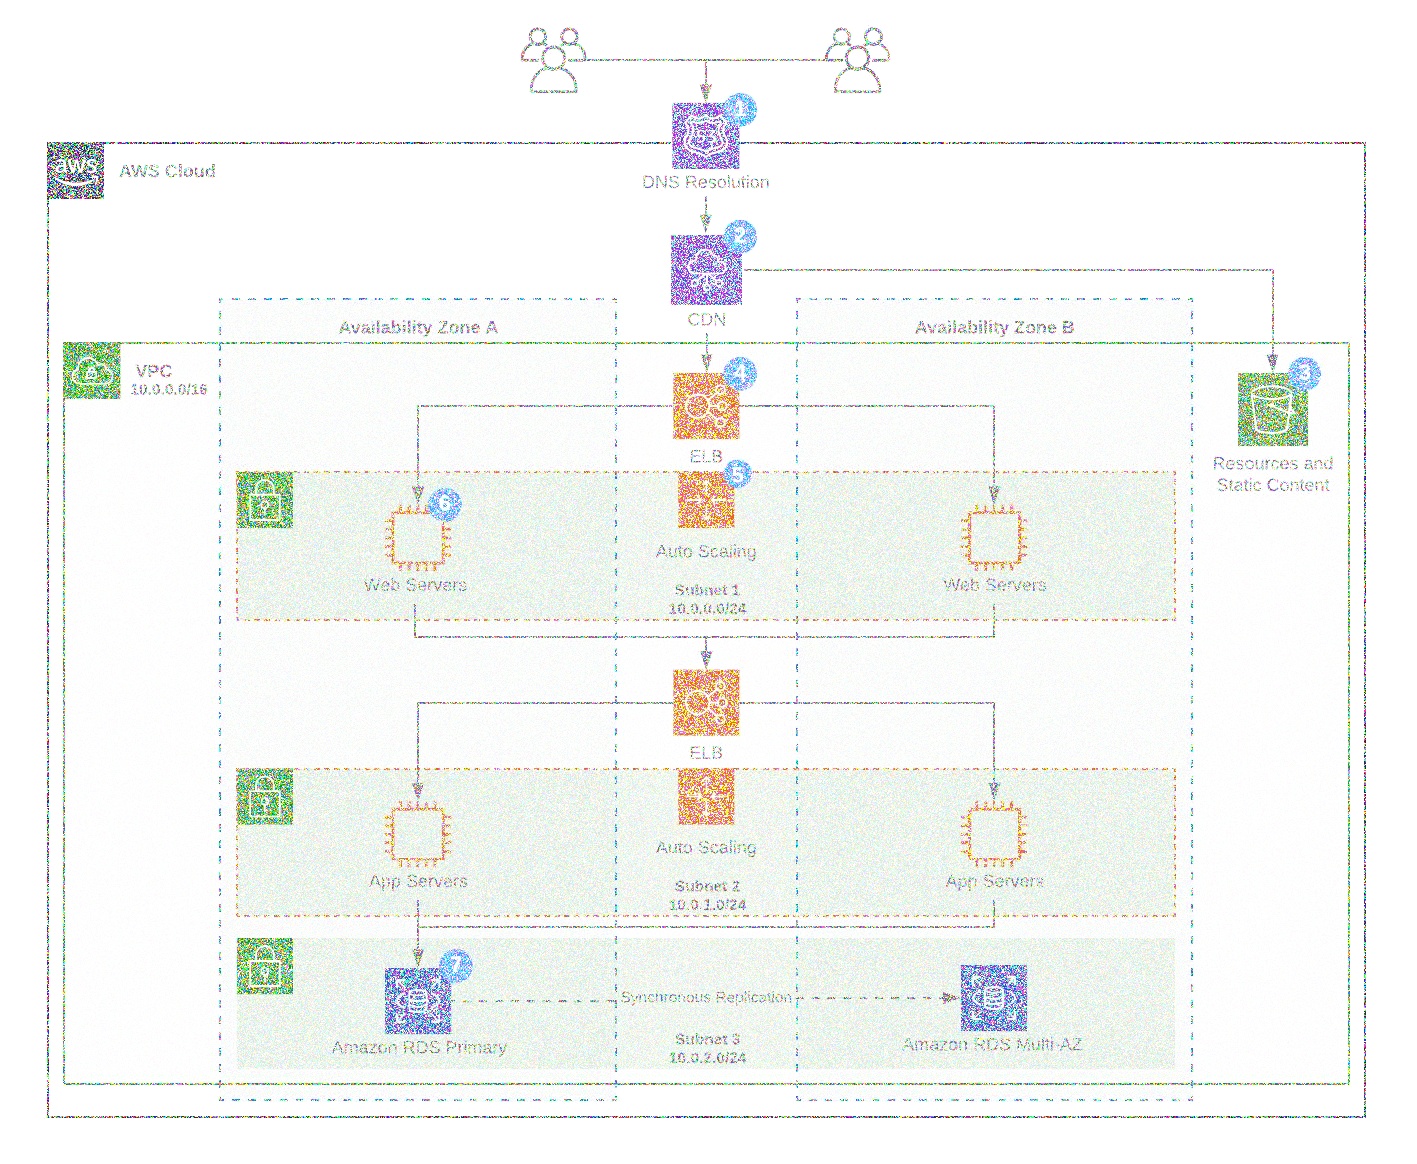 1
aws
AWS Cloud
DNS Resolution
2
CDN
Availability Zone A
Availability Zone B
VPC
10.0.0.0/16
4
3
ELB
Resources and
Static Content
5
6
Auto Scaling
Web Servers
Web Servers
Subnet 1
10.0.0.0/24
ELB
Auto Scaling
App Servers
App Servers
Subnet 2
10.0.1.0/24
7
Synchronous Replication
Amazon RDS Primary
Amazon RDS Multi-AZ
Subnet 3
10.0.2.0/24